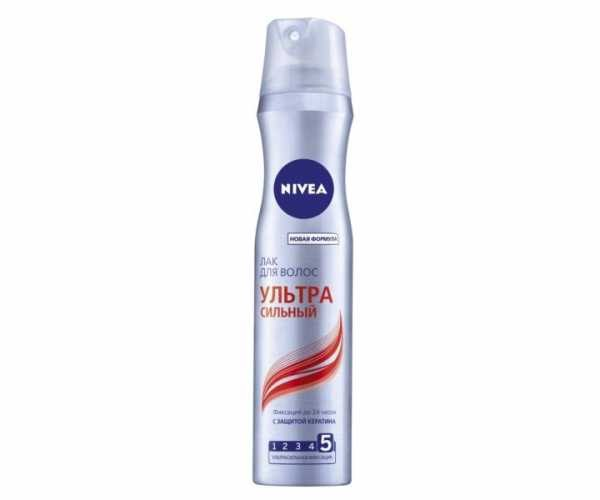 NIVEA
НОВАЯ ФОРМУЛА
ЛАК
ДЛЯ ВОЛОС
УЛЬТРА
СИЛЬНЫЙ
Фиксация до 24 часов
С ЗАЩИТОЙ КЕРАТИНА
1 2 3 4 5
УЛЬТРАСИЛЬНАЯ ФИКСАЦИЯ